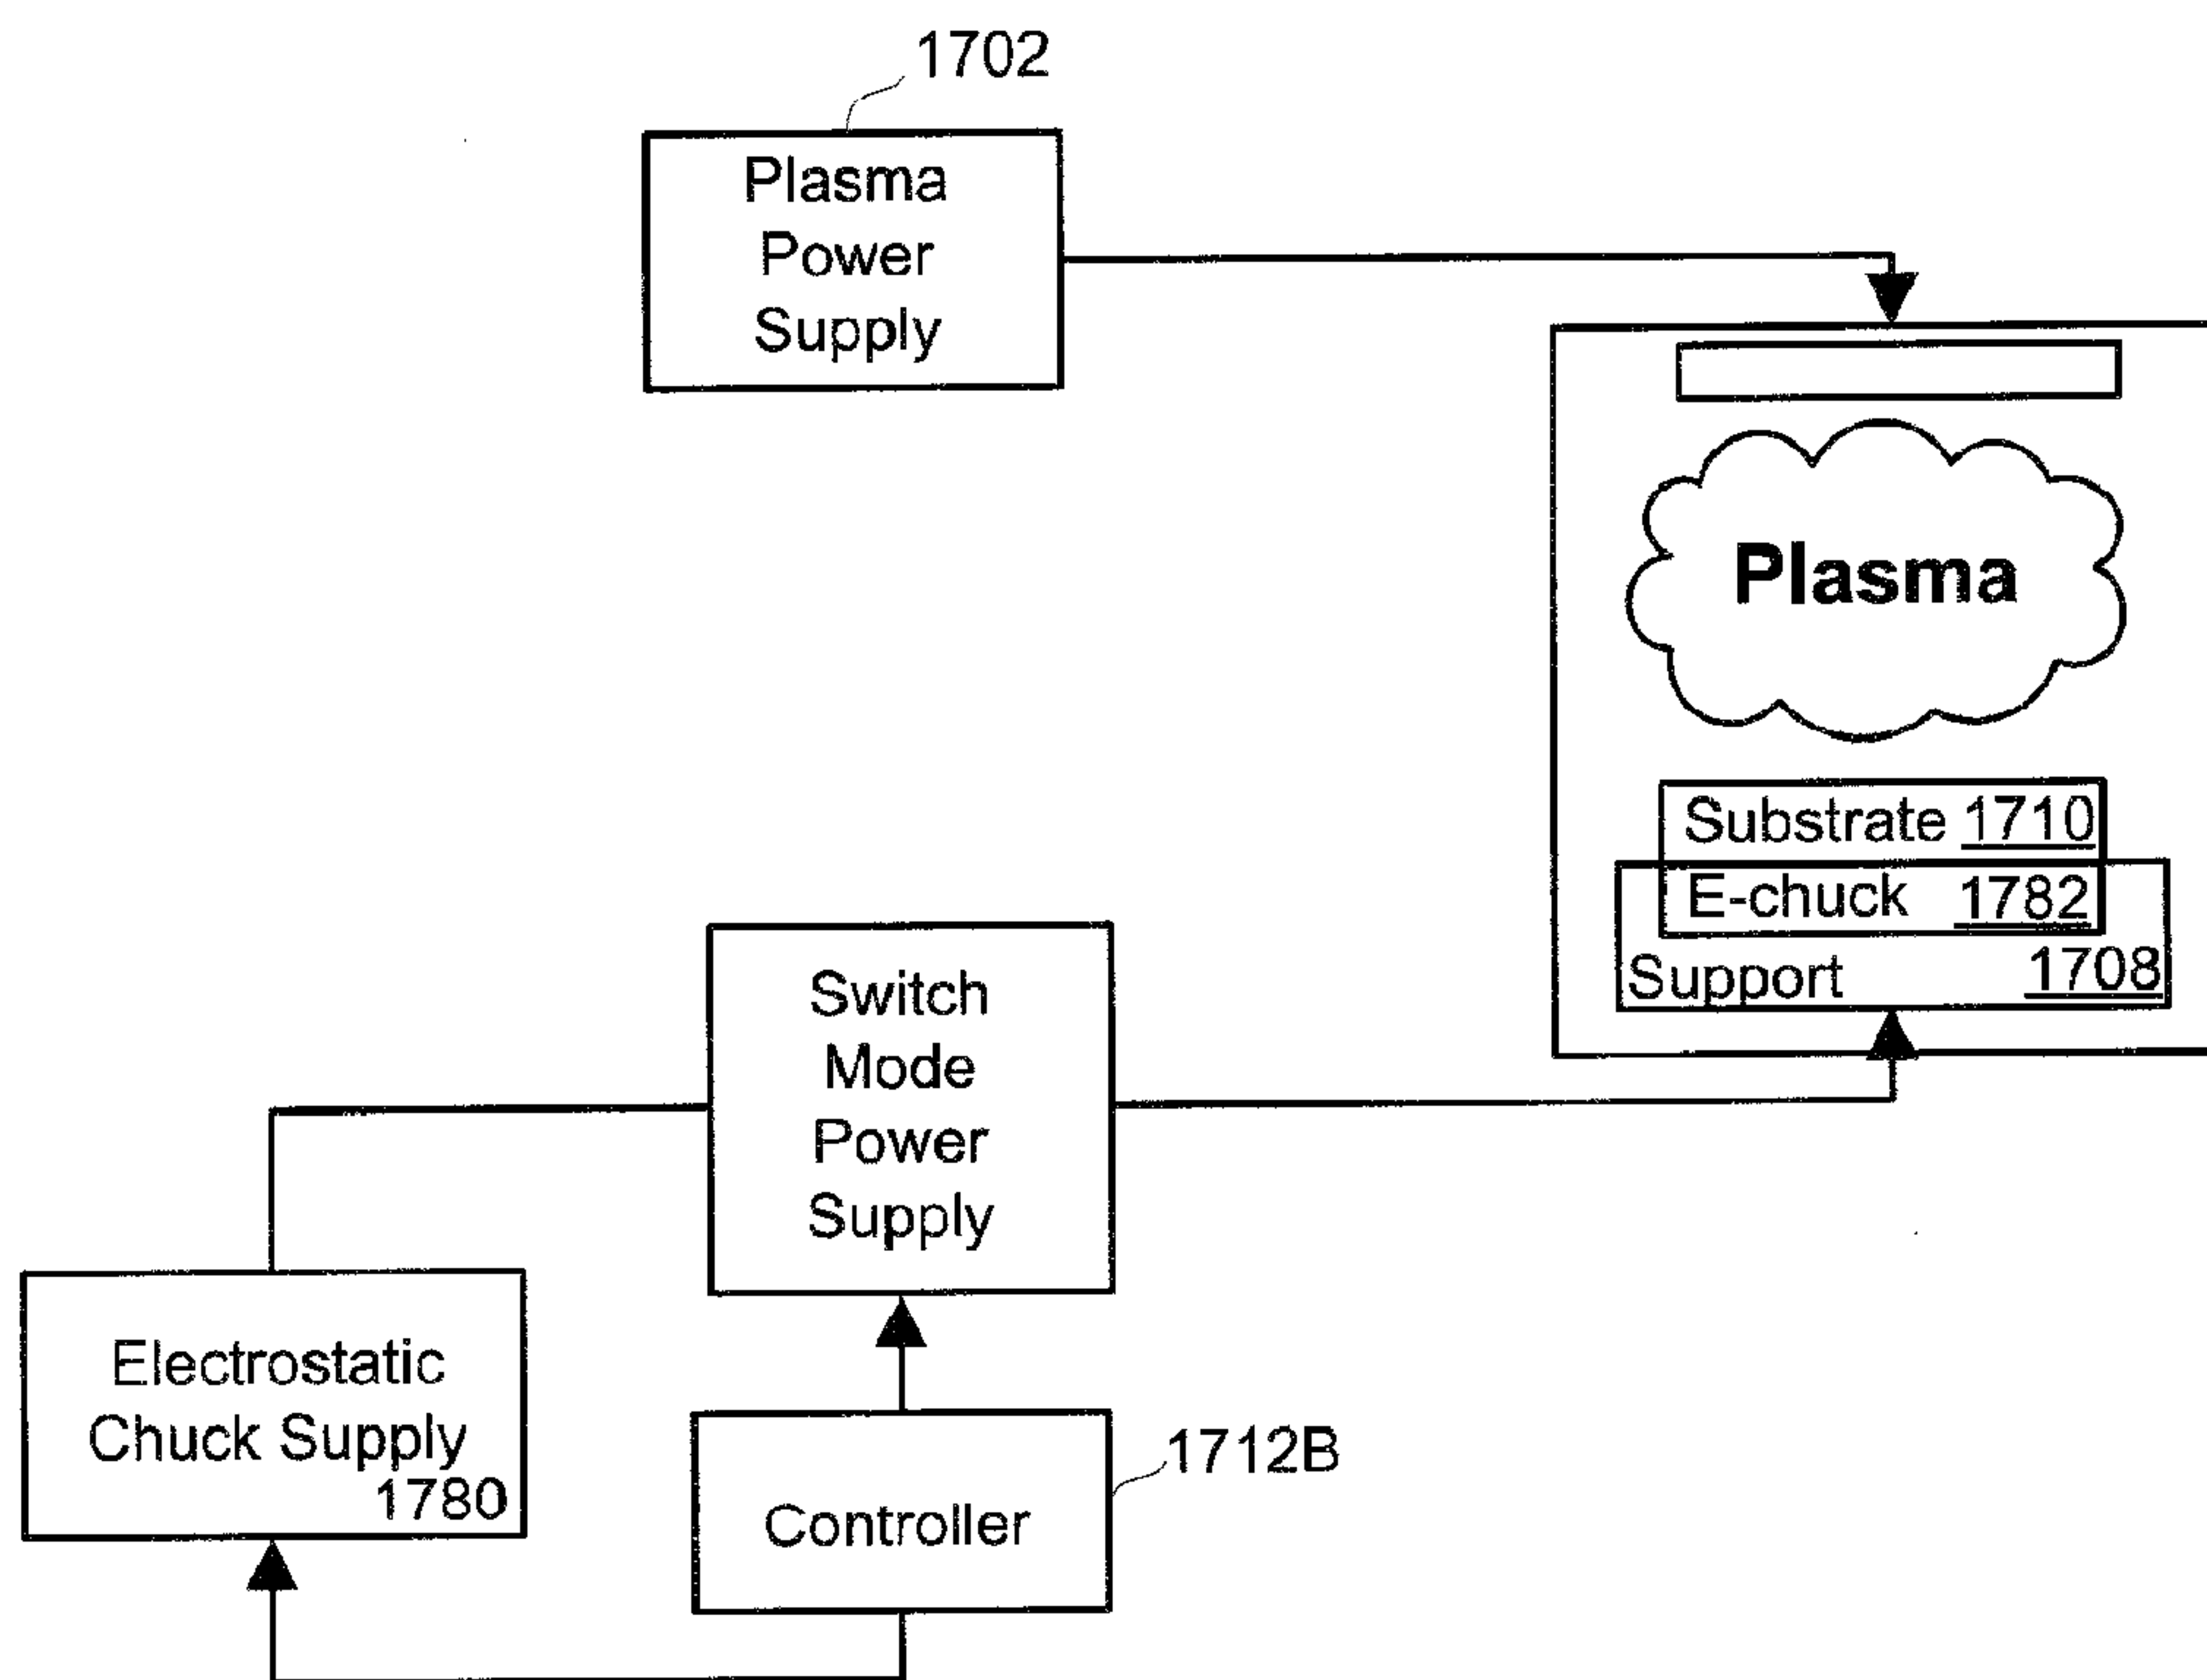 1702
Plasma
Power
Supply
Plasma
Substrate 1710
E-chuck 1782
Support 1708
Switch
Mode
Power
Supply
Electrostatic
Chuck Supply
1780
1712B
Controller